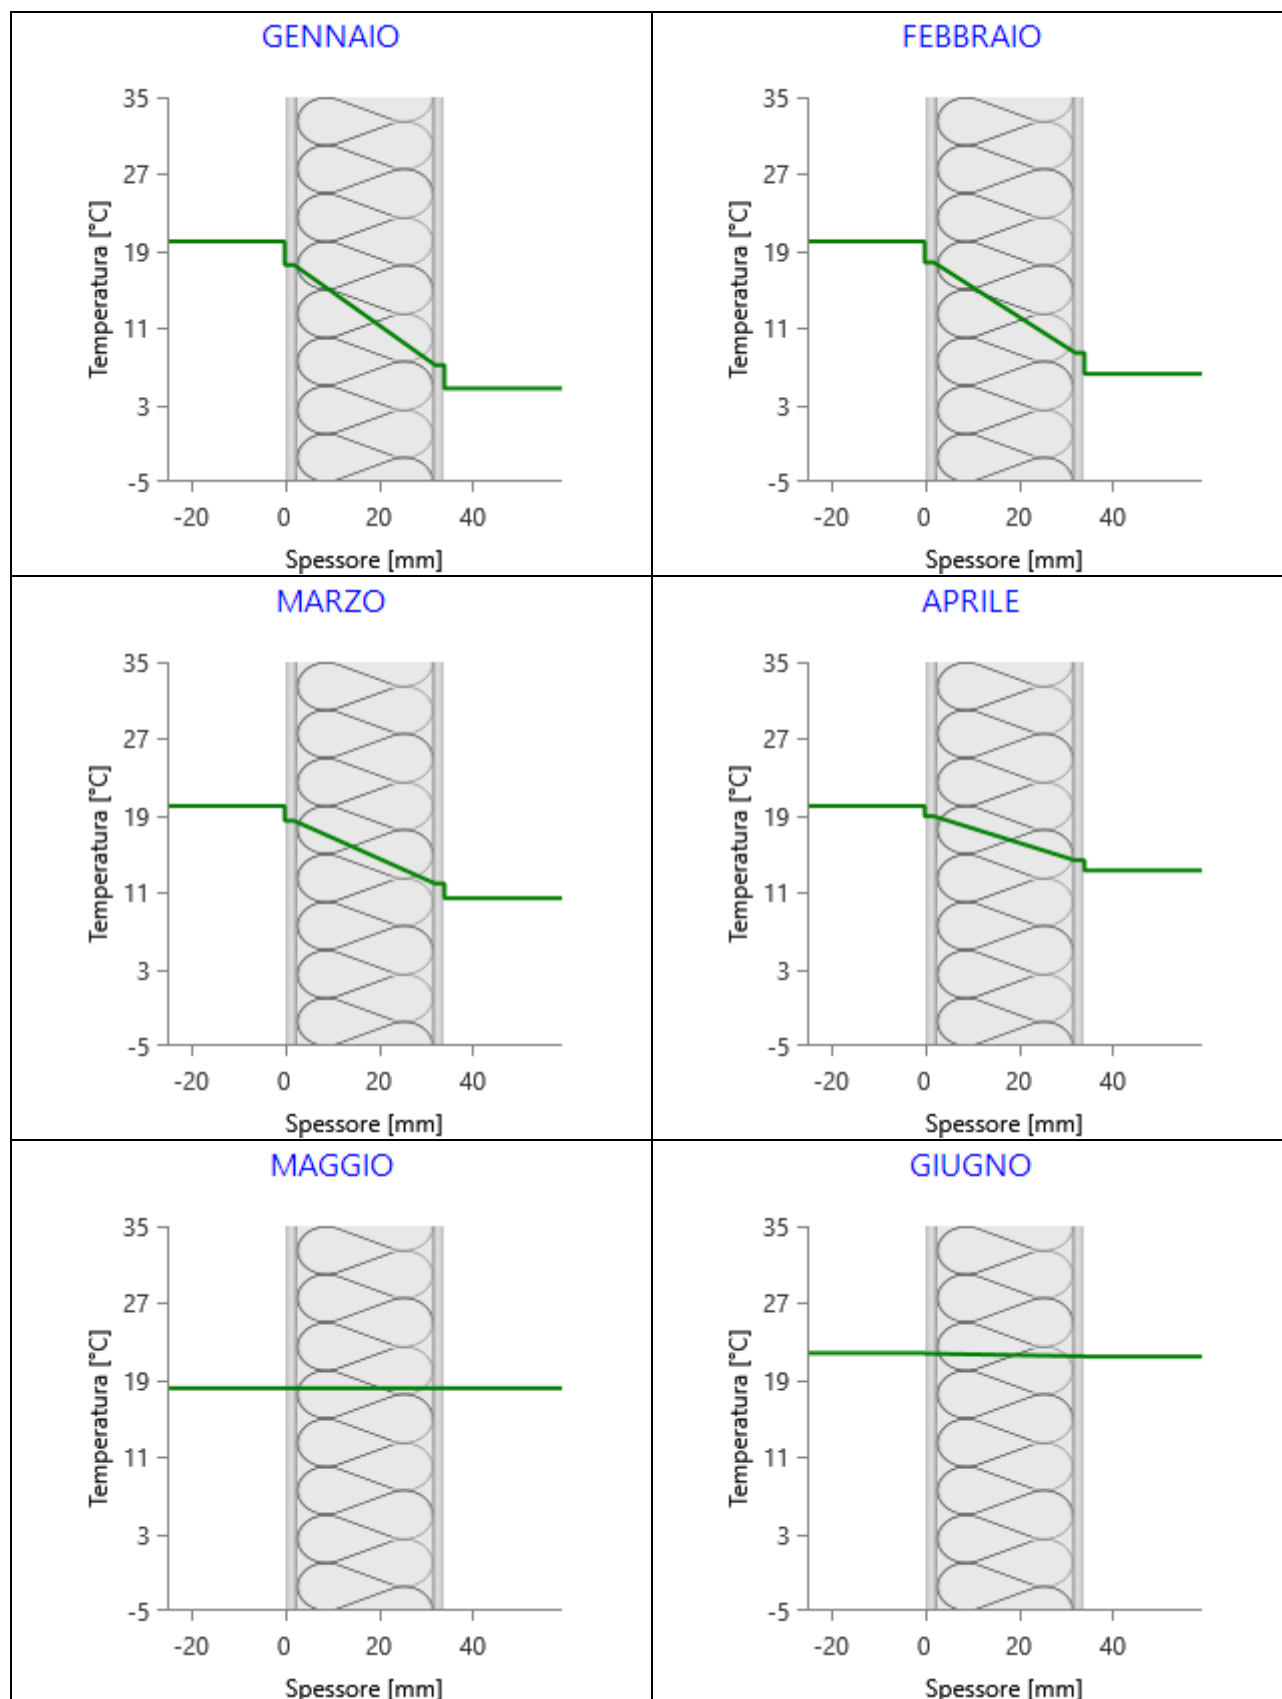 GENNAIO
35
27
19
11
3
-5
Temperatura [°C]
-20 0 20 40
Spessore [mm]
FEBBRAIO
35
27
19
11
3
-5
Temperatura [°C]
-20 0 20 40
Spessore [mm]
MARZO
35
27
19
11
3
-5
Temperatura [°C]
-20 0 20 40
Spessore [mm]
APRILE
35
27
19
11
3
-5
Temperatura [°C]
-20 0 20 40
Spessore [mm]
MAGGIO
35
27
19
11
3
-5
Temperatura [°C]
-20 0 20 40
Spessore [mm]
GIUGNO
35
27
19
11
3
-5
Temperatura [°C]
-20 0 20 40
Spessore [mm]